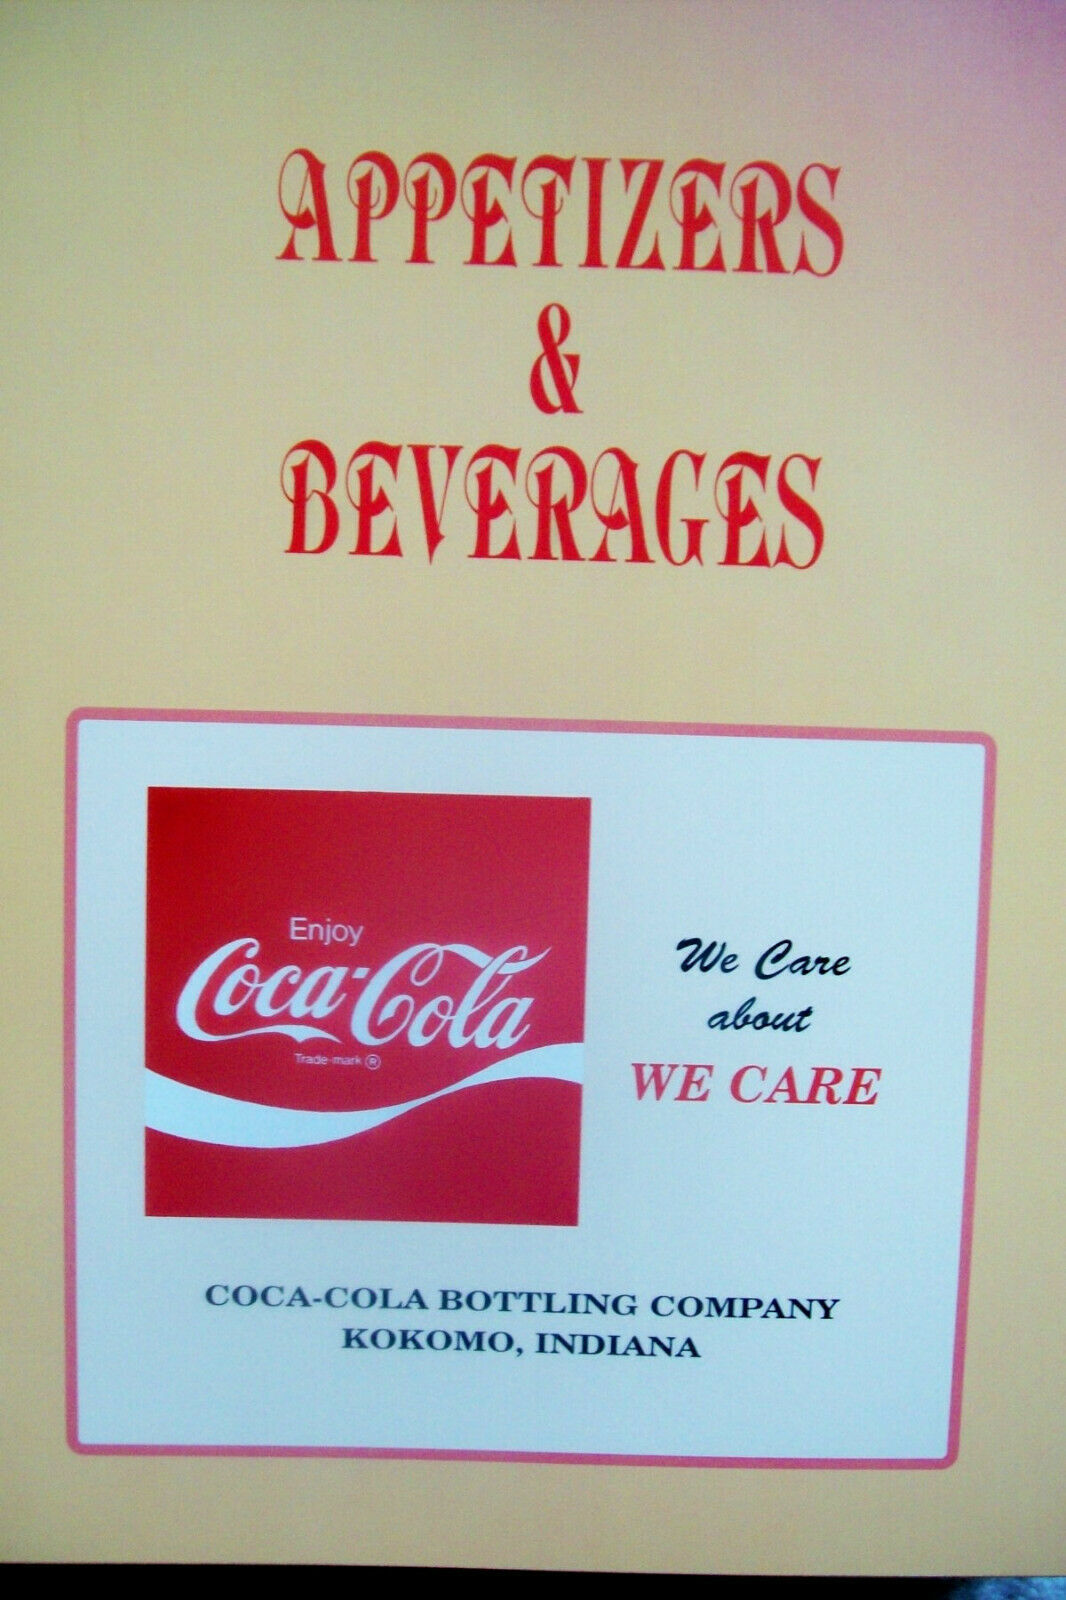 APPETIZERS
&
BEVERAGES
Enjoy
Coca-Cola
Trade-mark ®
We Care
about
WE CARE
COCA-COLA BOTTLING COMPANY
KOKOMO, INDIANA